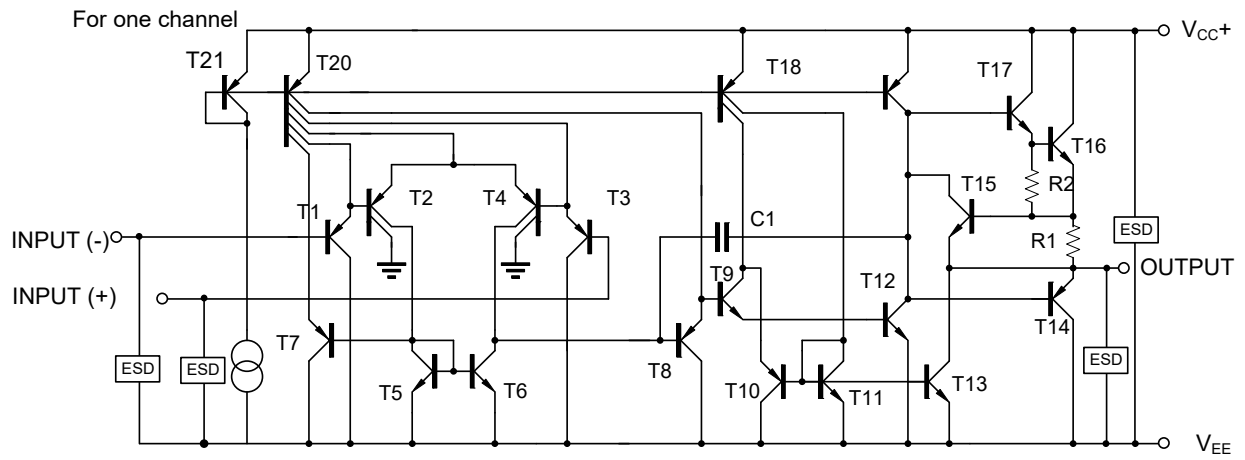 For one channel
VCC+
T21
T20
T18
T17
T16
T1
T2
T4
T3
T15
R2
C1
R1
ESD
INPUT (-)
OUTPUT
INPUT (+)
T9
T12
T14
T7
T8
ESD
ESD
T5
T6
T10
T11
T13
ESD
VEE